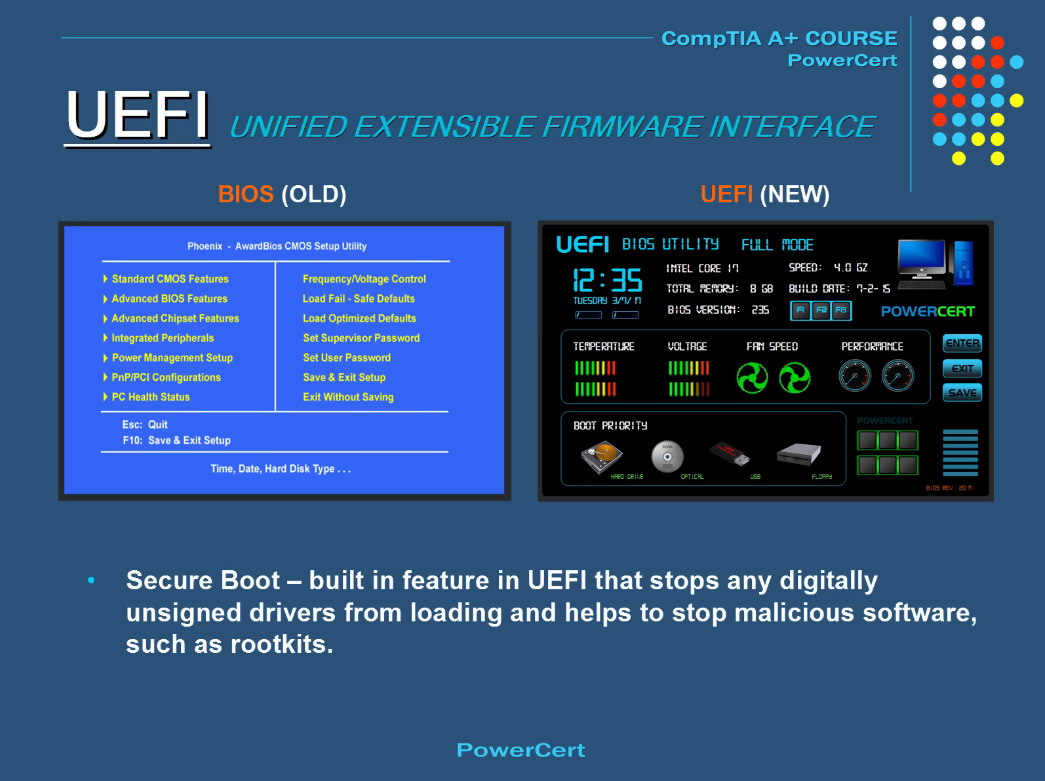 CompTIA A+ COURSE
PowerCert
UEFI UNIFIED EXTENSIBLE FIRMWARE INTERFACE
BIOS (OLD)
UEFI (NEW)
Phoenix - AwardBios CMOS Setup Utility
Standard CMOS Features
Advanced BIOS Features
Advanced Chipset Features
Integrated Peripherals
Power Management Setup
PnP/PCI Configurations
PC Health Status
Frequency/Voltage Control
Load Fail - Safe Defaults
Load Optimized Defaults
Set Supervisor Password
Set User Password
Save & Exit Setup
Exit Without Saving
Esc: Quit
F10: Save & Exit Setup
Time, Date, Hard Disk Type . . .
UEFI BIOS UTILITY FULL MODE
12:35
TUESDAY
INTEL CORE I7
TOTAL MEMORY: 8 GB
BIOS VERSION: 235
SPEED: 4.0 GZ
BUILD DATE: 7-2-15
F1 F2
POWERCERT
TEMPERATURE
VOLTAGE
FAN SPEED
PERFORMANCE
ENTER
EXIT
SAVE
BOOT PRIORITY
HARD DRIVE
OPTICAL
USB
FLOPPY
POWERCERT
BIOS REV.
• Secure Boot – built in feature in UEFI that stops any digitally
unsigned drivers from loading and helps to stop malicious software,
such as rootkits.
PowerCert